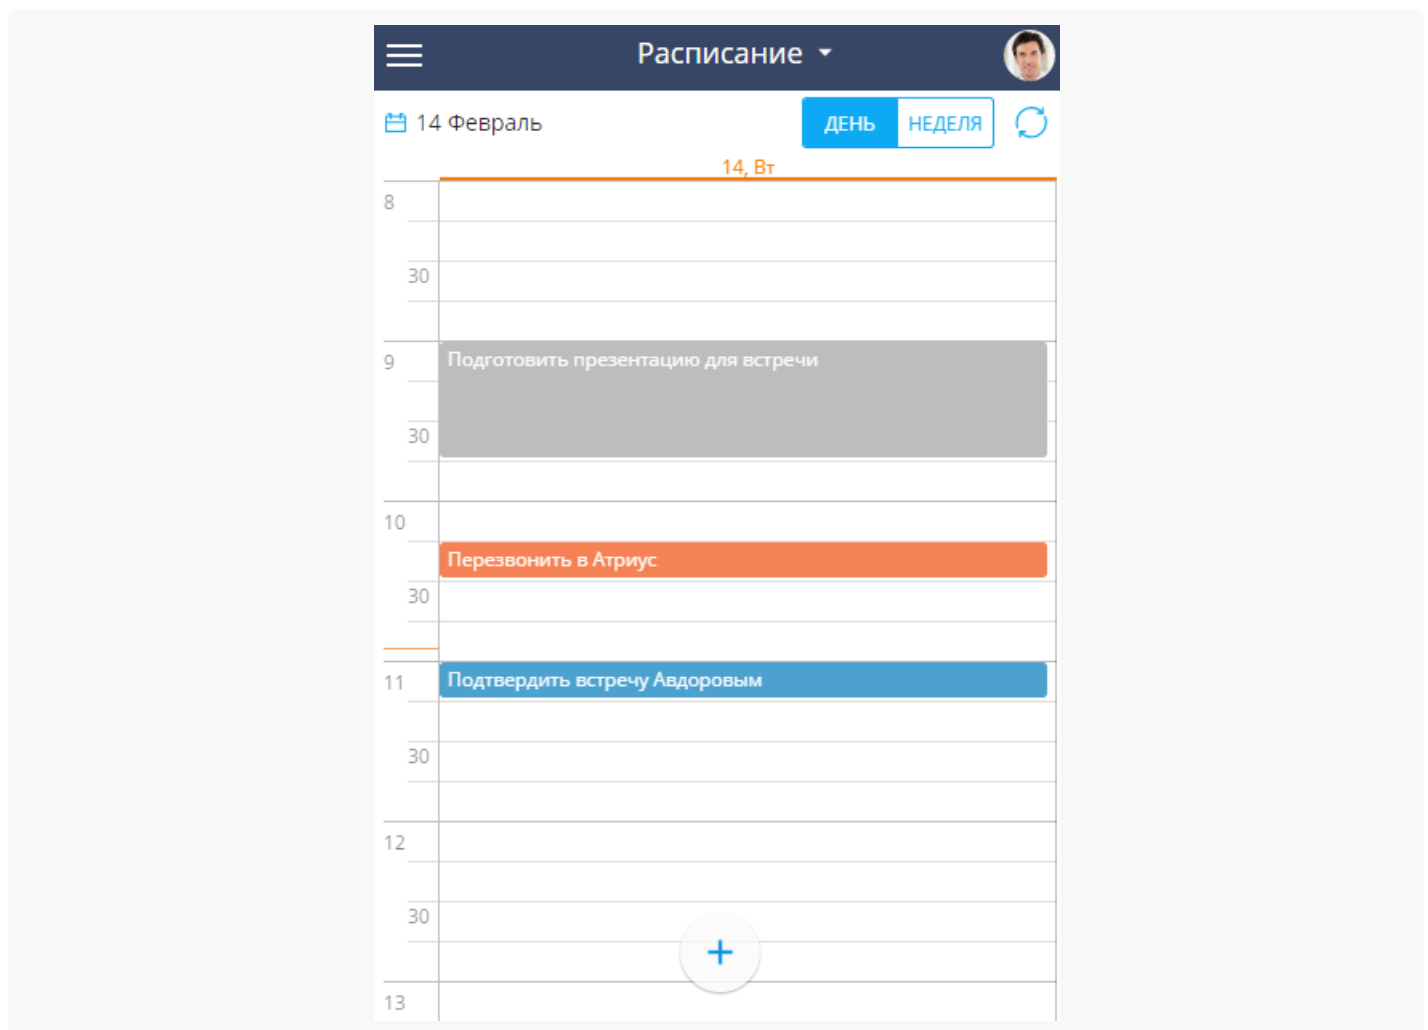 Расписание
14 Февраль
ДЕНЬ НЕДЕЛЯ
14, Вт
8
30
9
Подготовить презентацию для встречи
30
10
Перезвонить в Атриус
30
11
Подтвердить встречу Авдоровым
30
12
30
13